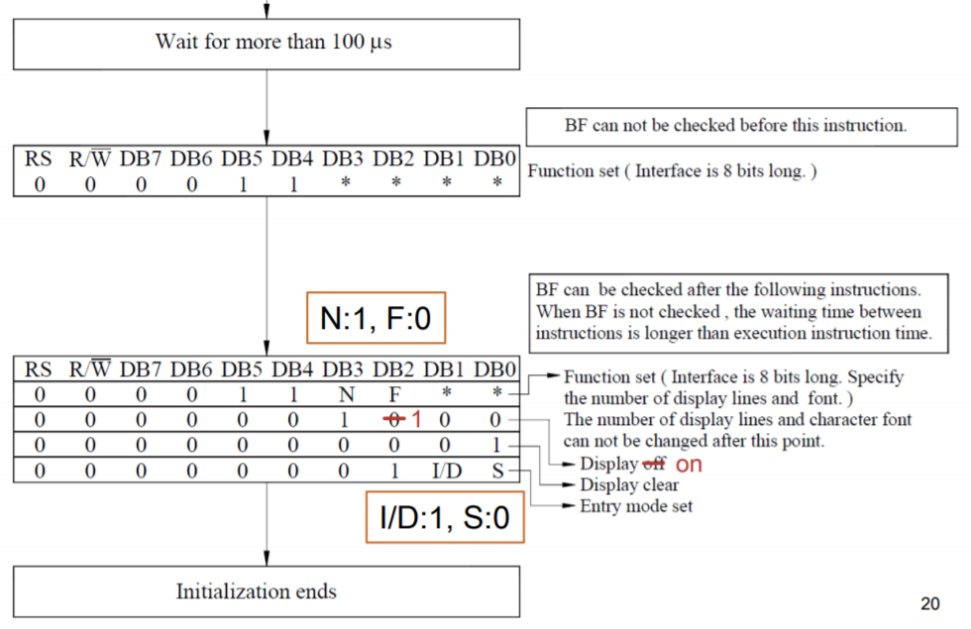 Wait for more than 100 μs
BF can not be checked before this instruction.
RS R/W̅ DB7 DB6 DB5 DB4 DB3 DB2 DB1 DB0
0 0 0 0 1 1 * * * *
Function set ( Interface is 8 bits long. )
BF can be checked after the following instructions.
When BF is not checked , the waiting time between
instructions is longer than execution instruction time.
N:1, F:0
RS R/W̅ DB7 DB6 DB5 DB4 DB3 DB2 DB1 DB0
0 0 0 0 1 1 N F * *
0 0 0 0 0 0 1 0 1 0 0
0 0 0 0 0 0 0 0 0 1
0 0 0 0 0 0 0 1 I/D S
Function set ( Interface is 8 bits long. Specify
the number of display lines and font. )
The number of display lines and character font
can not be changed after this point.
Display off on
Display clear
Entry mode set
I/D:1, S:0
Initialization ends
20